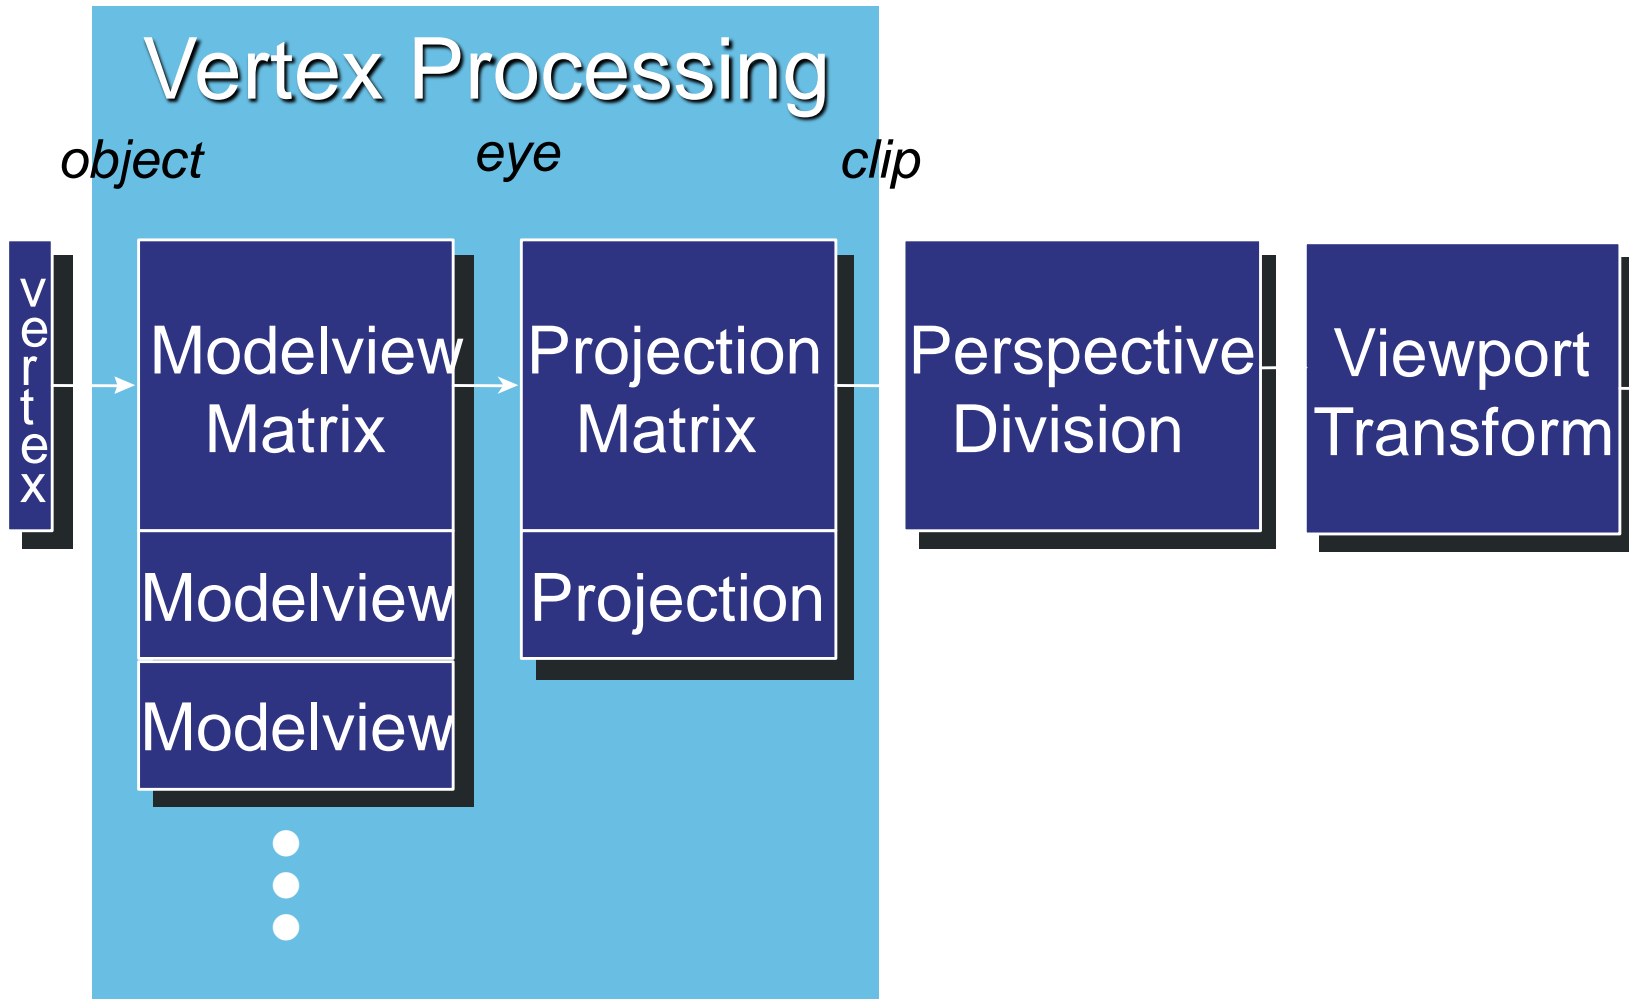 Vertex Processing
object
eye
clip
vertex
Modelview
Matrix
Projection
Matrix
Perspective
Division
Viewport
Transform
Modelview
Projection
Modelview